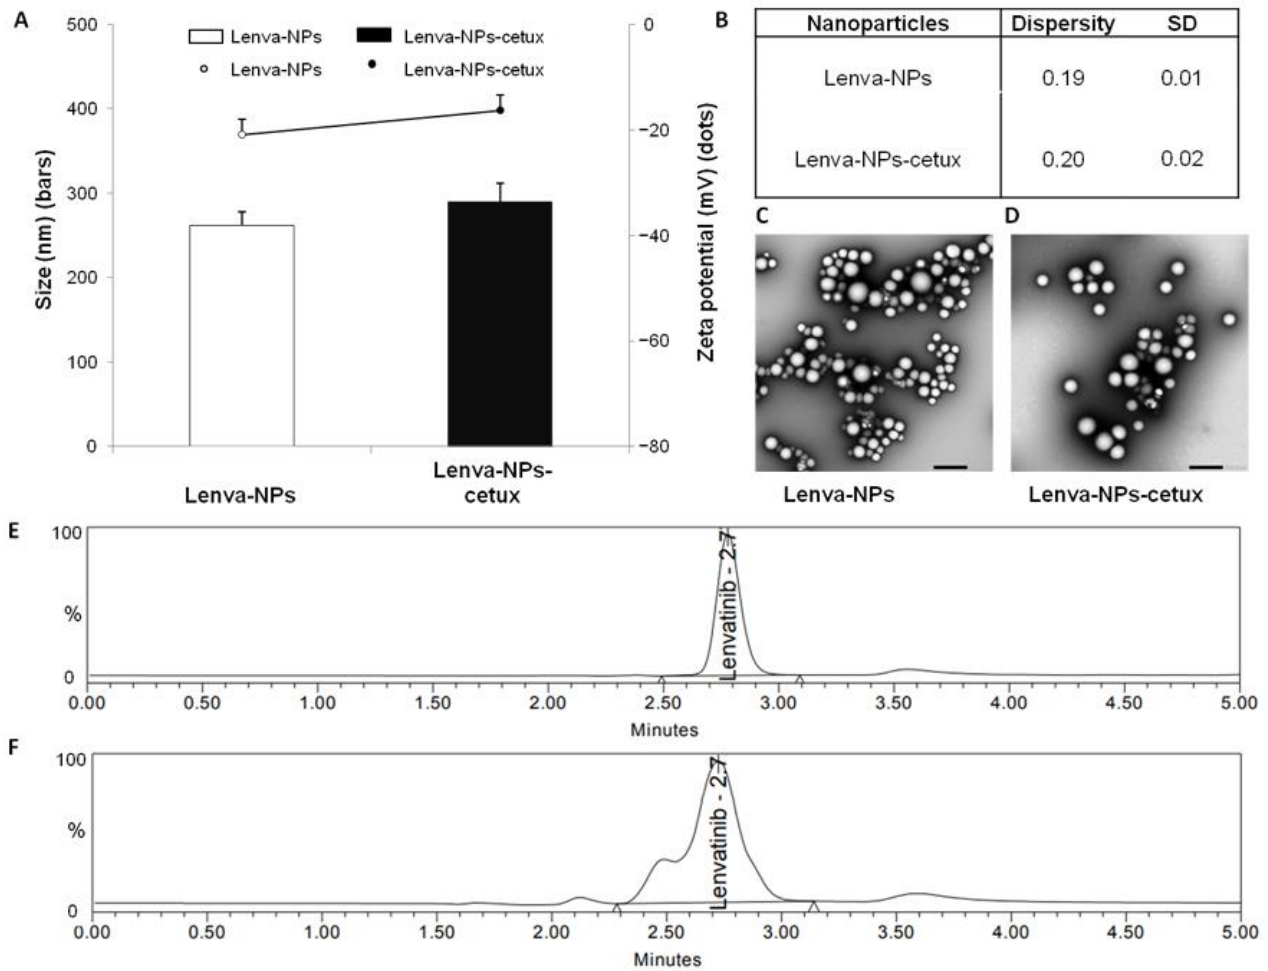 A
500
400
300
200
100
0
Size (nm) (bars)
Lenva-NPs
Lenva-NPs-cetux
Lenva-NPs
Lenva-NPs-cetux
0
−20
−40
−60
−80
Zeta potential (mV) (dots)
Lenva-NPs
Lenva-NPs-
cetux
B
Nanoparticles Dispersity SD
Lenva-NPs 0.19 0.01
Lenva-NPs-cetux 0.20 0.02
C
Lenva-NPs
D
Lenva-NPs-cetux
E
100
%
0
Lenvatinib - 2.7
0.00 0.50 1.00 1.50 2.00 2.50 3.00 3.50 4.00 4.50 5.00
Minutes
F
100
%
0
Lenvatinib - 2.7
0.00 0.50 1.00 1.50 2.00 2.50 3.00 3.50 4.00 4.50 5.00
Minutes